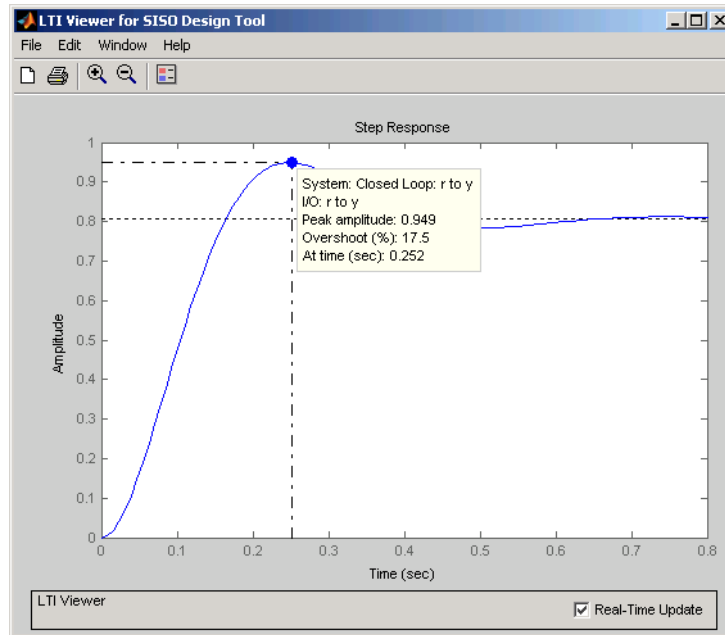 LTI Viewer for SISO Design Tool
File Edit Window Help
Step Response
1
0.9
0.8
0.7
0.6
0.5
0.4
0.3
0.2
0.1
0
Amplitude
System: Closed Loop: r to y
I/O: r to y
Peak amplitude: 0.949
Overshoot (%): 17.5
At time (sec): 0.252
0 0.1 0.2 0.3 0.4 0.5 0.6 0.7 0.8
Time (sec)
LTI Viewer
Real-Time Update